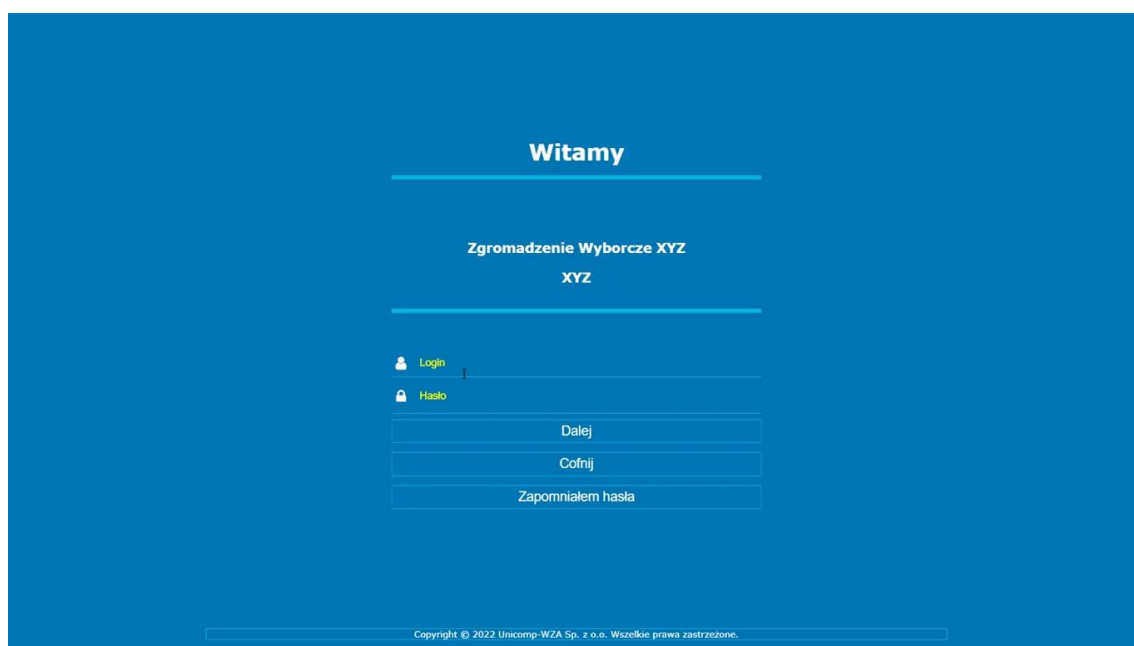 Witamy
Zgromadzenie Wyborcze XYZ
XYZ
Login
Hasło
Dalej
Cofnij
Zapomniałem hasła
Copyright © 2022 Unicomp-WZA Sp. z o.o. Wszelkie prawa zastrzeżone.